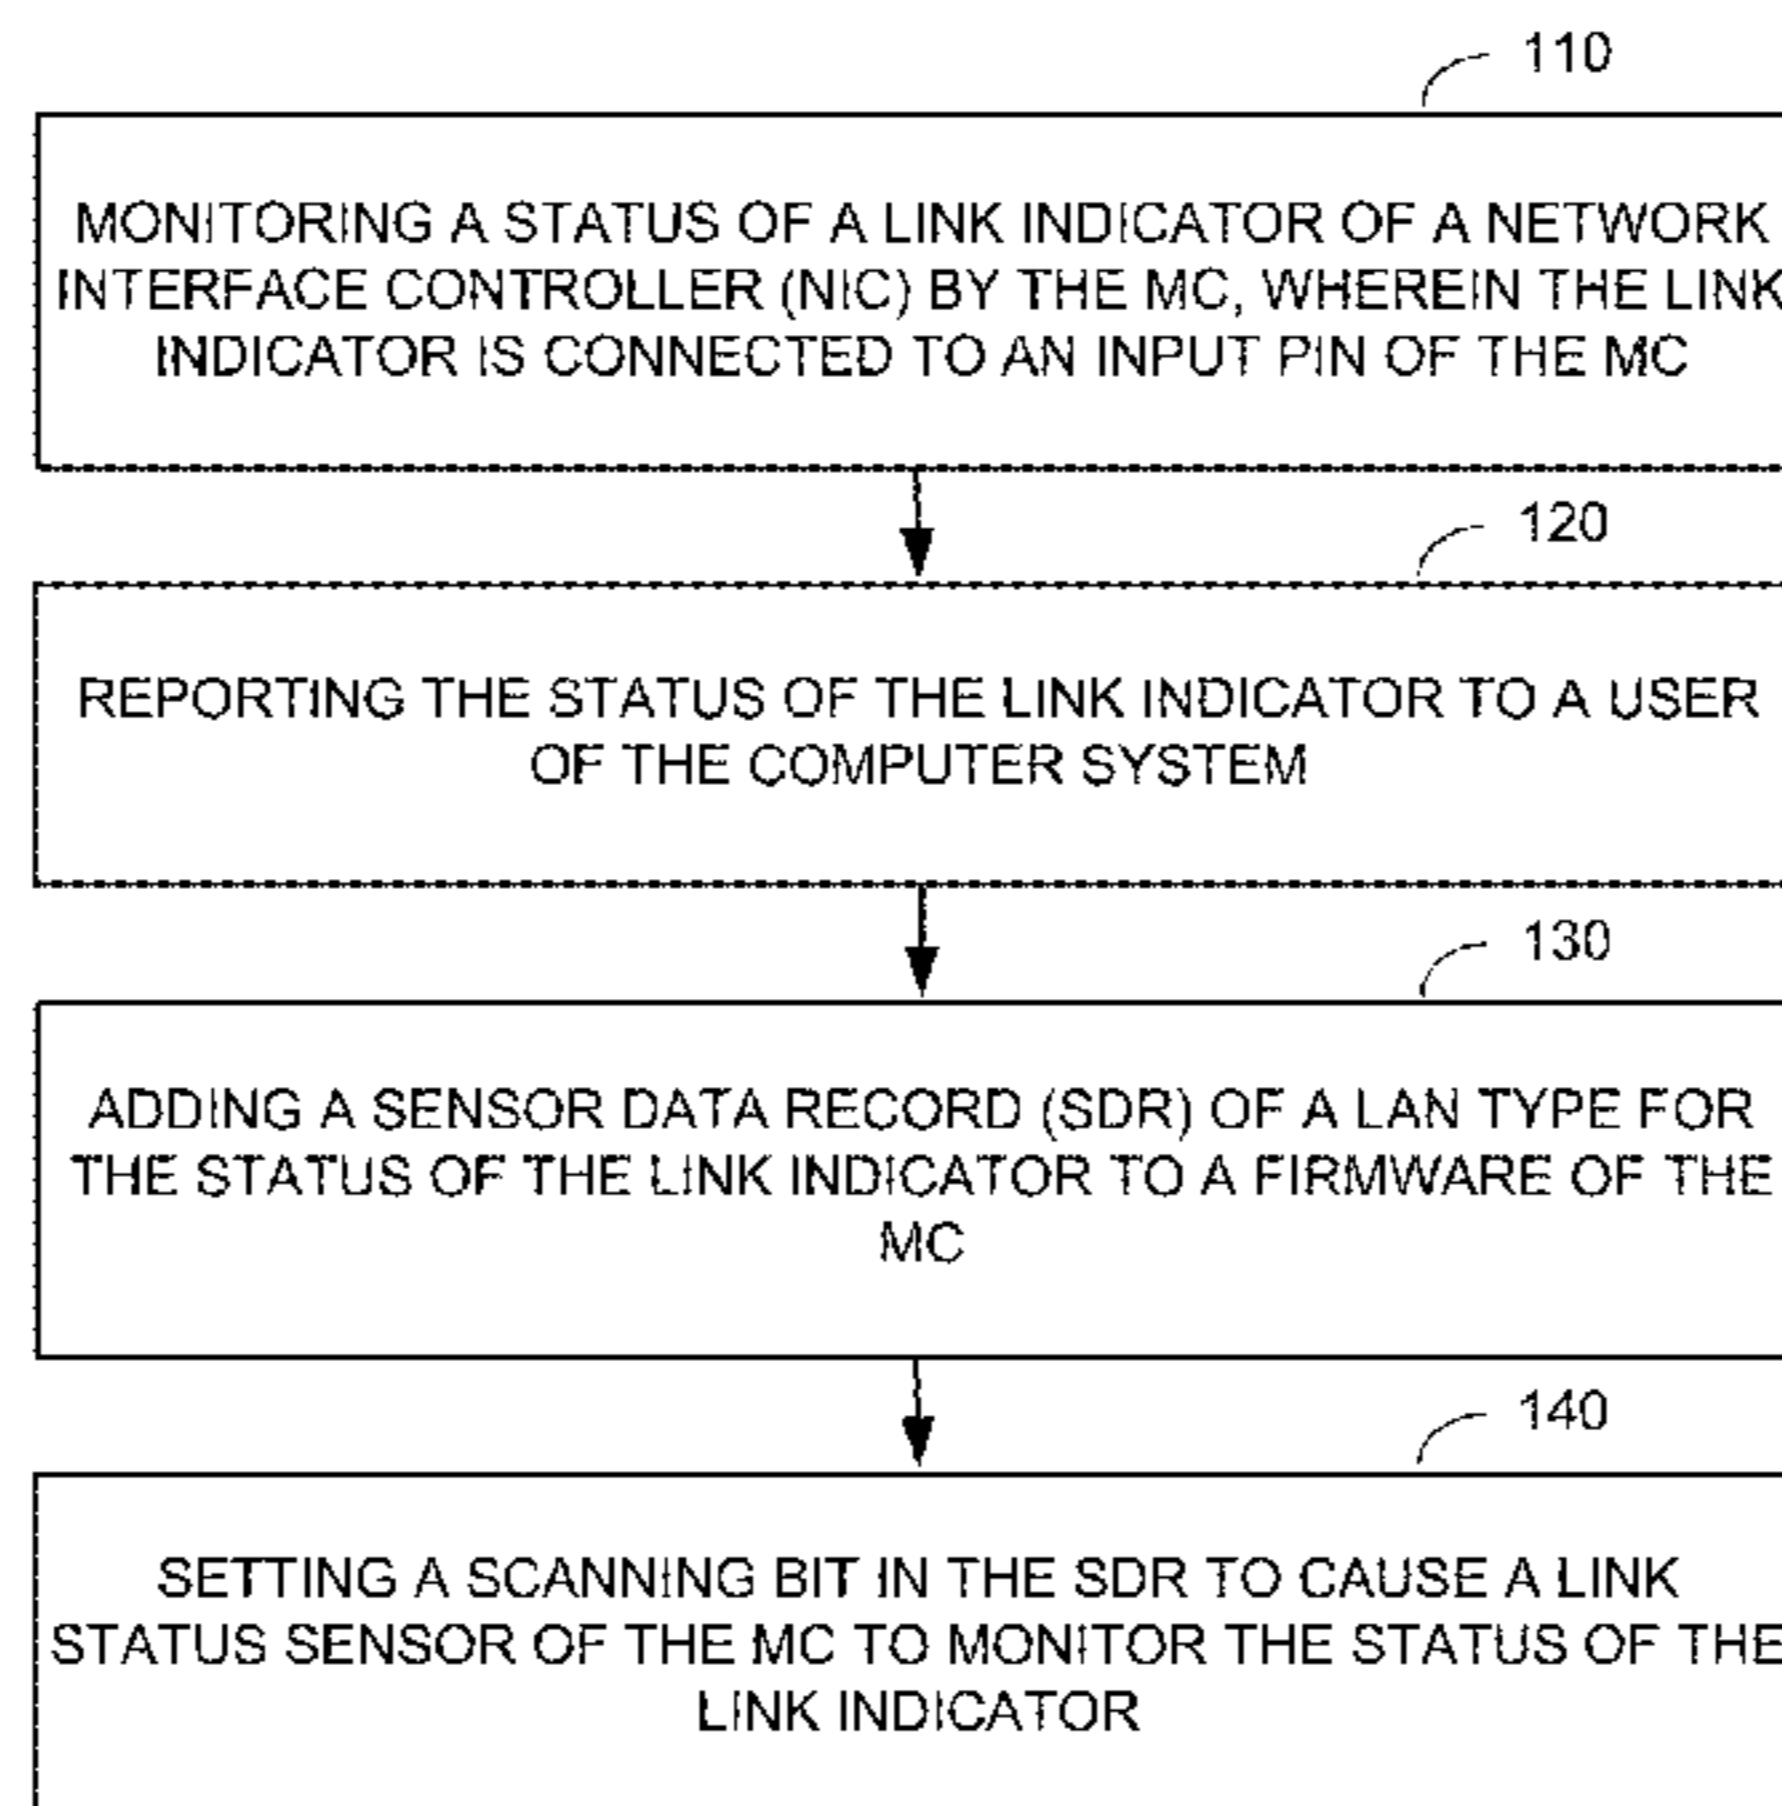 110
MONITORING A STATUS OF A LINK INDICATOR OF A NETWORK
INTERFACE CONTROLLER (NIC) BY THE MC, WHEREIN THE LINK
INDICATOR IS CONNECTED TO AN INPUT PIN OF THE MC
120
REPORTING THE STATUS OF THE LINK INDICATOR TO A USER
OF THE COMPUTER SYSTEM
130
ADDING A SENSOR DATA RECORD (SDR) OF A LAN TYPE FOR
THE STATUS OF THE LINK INDICATOR TO A FIRMWARE OF THE
MC
140
SETTING A SCANNING BIT IN THE SDR TO CAUSE A LINK
STATUS SENSOR OF THE MC TO MONITOR THE STATUS OF THE
LINK INDICATOR